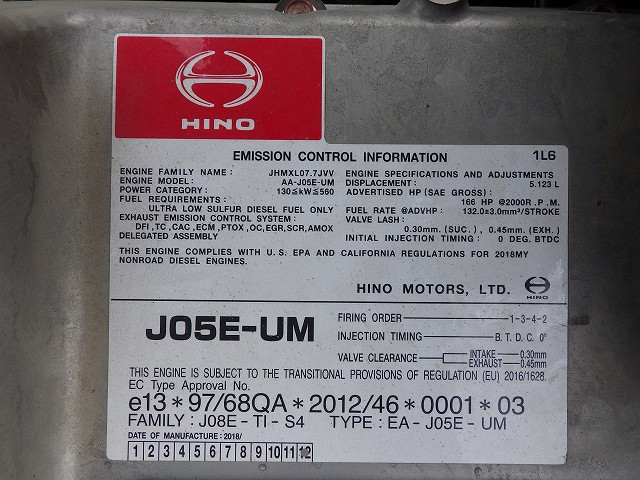 HINO
EMISSION CONTROL INFORMATION 1L6
ENGINE FAMILY NAME : JHMXL07.7JVV
ENGINE MODEL: AA-J05E-UM
POWER CATEGORY: 130≤kW≤560
FUEL REQUIREMENTS:
ULTRA LOW SULFUR DIESEL FUEL ONLY
EXHAUST EMISSION CONTROL SYSTEM :
DFI,TC,CAC,ECM,PTOX,OC,EGR,SCR,AMOX
DELEGATED ASSEMBLY
ENGINE SPECIFICATIONS AND ADJUSTMENTS
DISPLACEMENT: 5.123 L
ADVERTISED HP (SAE GROSS):
166 HP @2000R.P.M.
FUEL RATE @ADVHP: 132.0±3.0mm³/STROKE
VALVE LASH :
0.30mm (SUC.) , 0.45mm (EXH.)
INITIAL INJECTION TIMING : 0 DEG. BTDC
THIS ENGINE COMPLIES WITH U.S. EPA AND CALIFORNIA REGULATIONS FOR 2018MY
NONROAD DIESEL ENGINES.
HINO MOTORS, LTD. HINO
J05E-UM
FIRING ORDER 1-3-4-2
INJECTION TIMING B. T. D. C. 0°
VALVE CLEARANCE INTAKE 0.30mm
EXHAUST 0.45mm
THIS ENGINE IS SUBJECT TO THE TRANSITIONAL PROVISIONS OF REGULATION (EU) 2016/1628.
EC Type Approval No.
e13*97/68QA*2012/46*0001*03
FAMILY : J08E-TI-S4 TYPE : EA-J05E-UM
DATE OF MANUFACTURE: 2018/
1 2 3 4 5 6 7 8 9 10 11 12